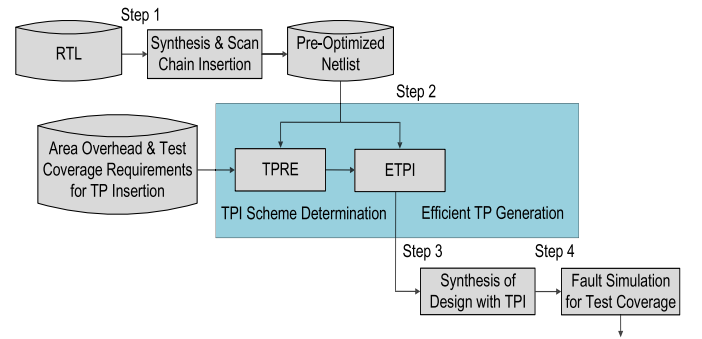 Step 1
RTL
Synthesis & Scan
Chain Insertion
Pre-Optimized
Netlist
Step 2
Area Overhead & Test
Coverage Requirements
for TP Insertion
TPRE
ETPI
TPI Scheme Determination
Efficient TP Generation
Step 3
Step 4
Synthesis of
Design with TPI
Fault Simulation
for Test Coverage